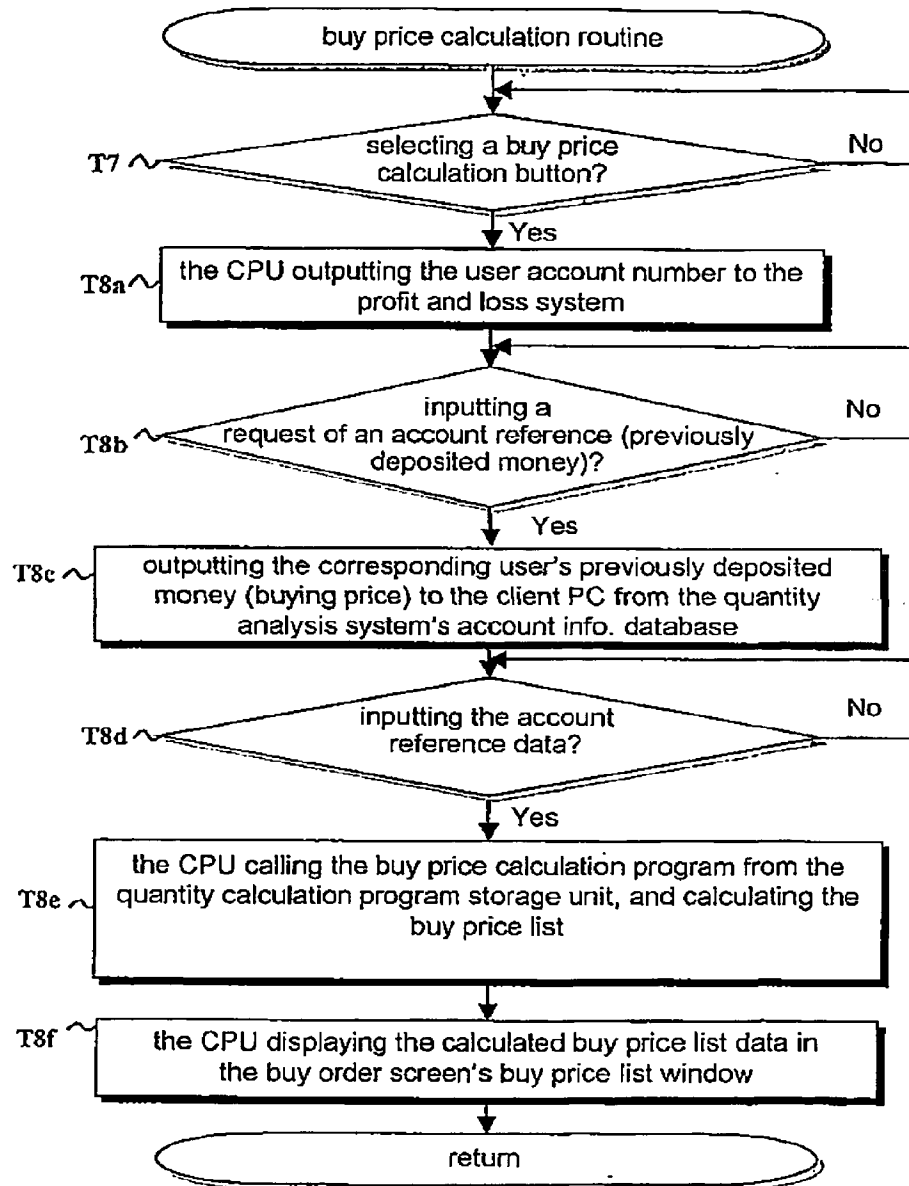 buy price calculation routine
T7
selecting a buy price
calculation button?
No
Yes
T8a
the CPU outputting the user account number to the
profit and loss system
T8b
inputting a
request of an account reference (previously
deposited money)?
No
Yes
T8c
outputting the corresponding user's previously deposited
money (buying price) to the client PC from the quantity
analysis system's account info. database
T8d
inputting the account
reference data?
No
Yes
T8e
the CPU calling the buy price calculation program from the
quantity calculation program storage unit, and calculating the
buy price list
T8f
the CPU displaying the calculated buy price list data in
the buy order screen's buy price list window
return